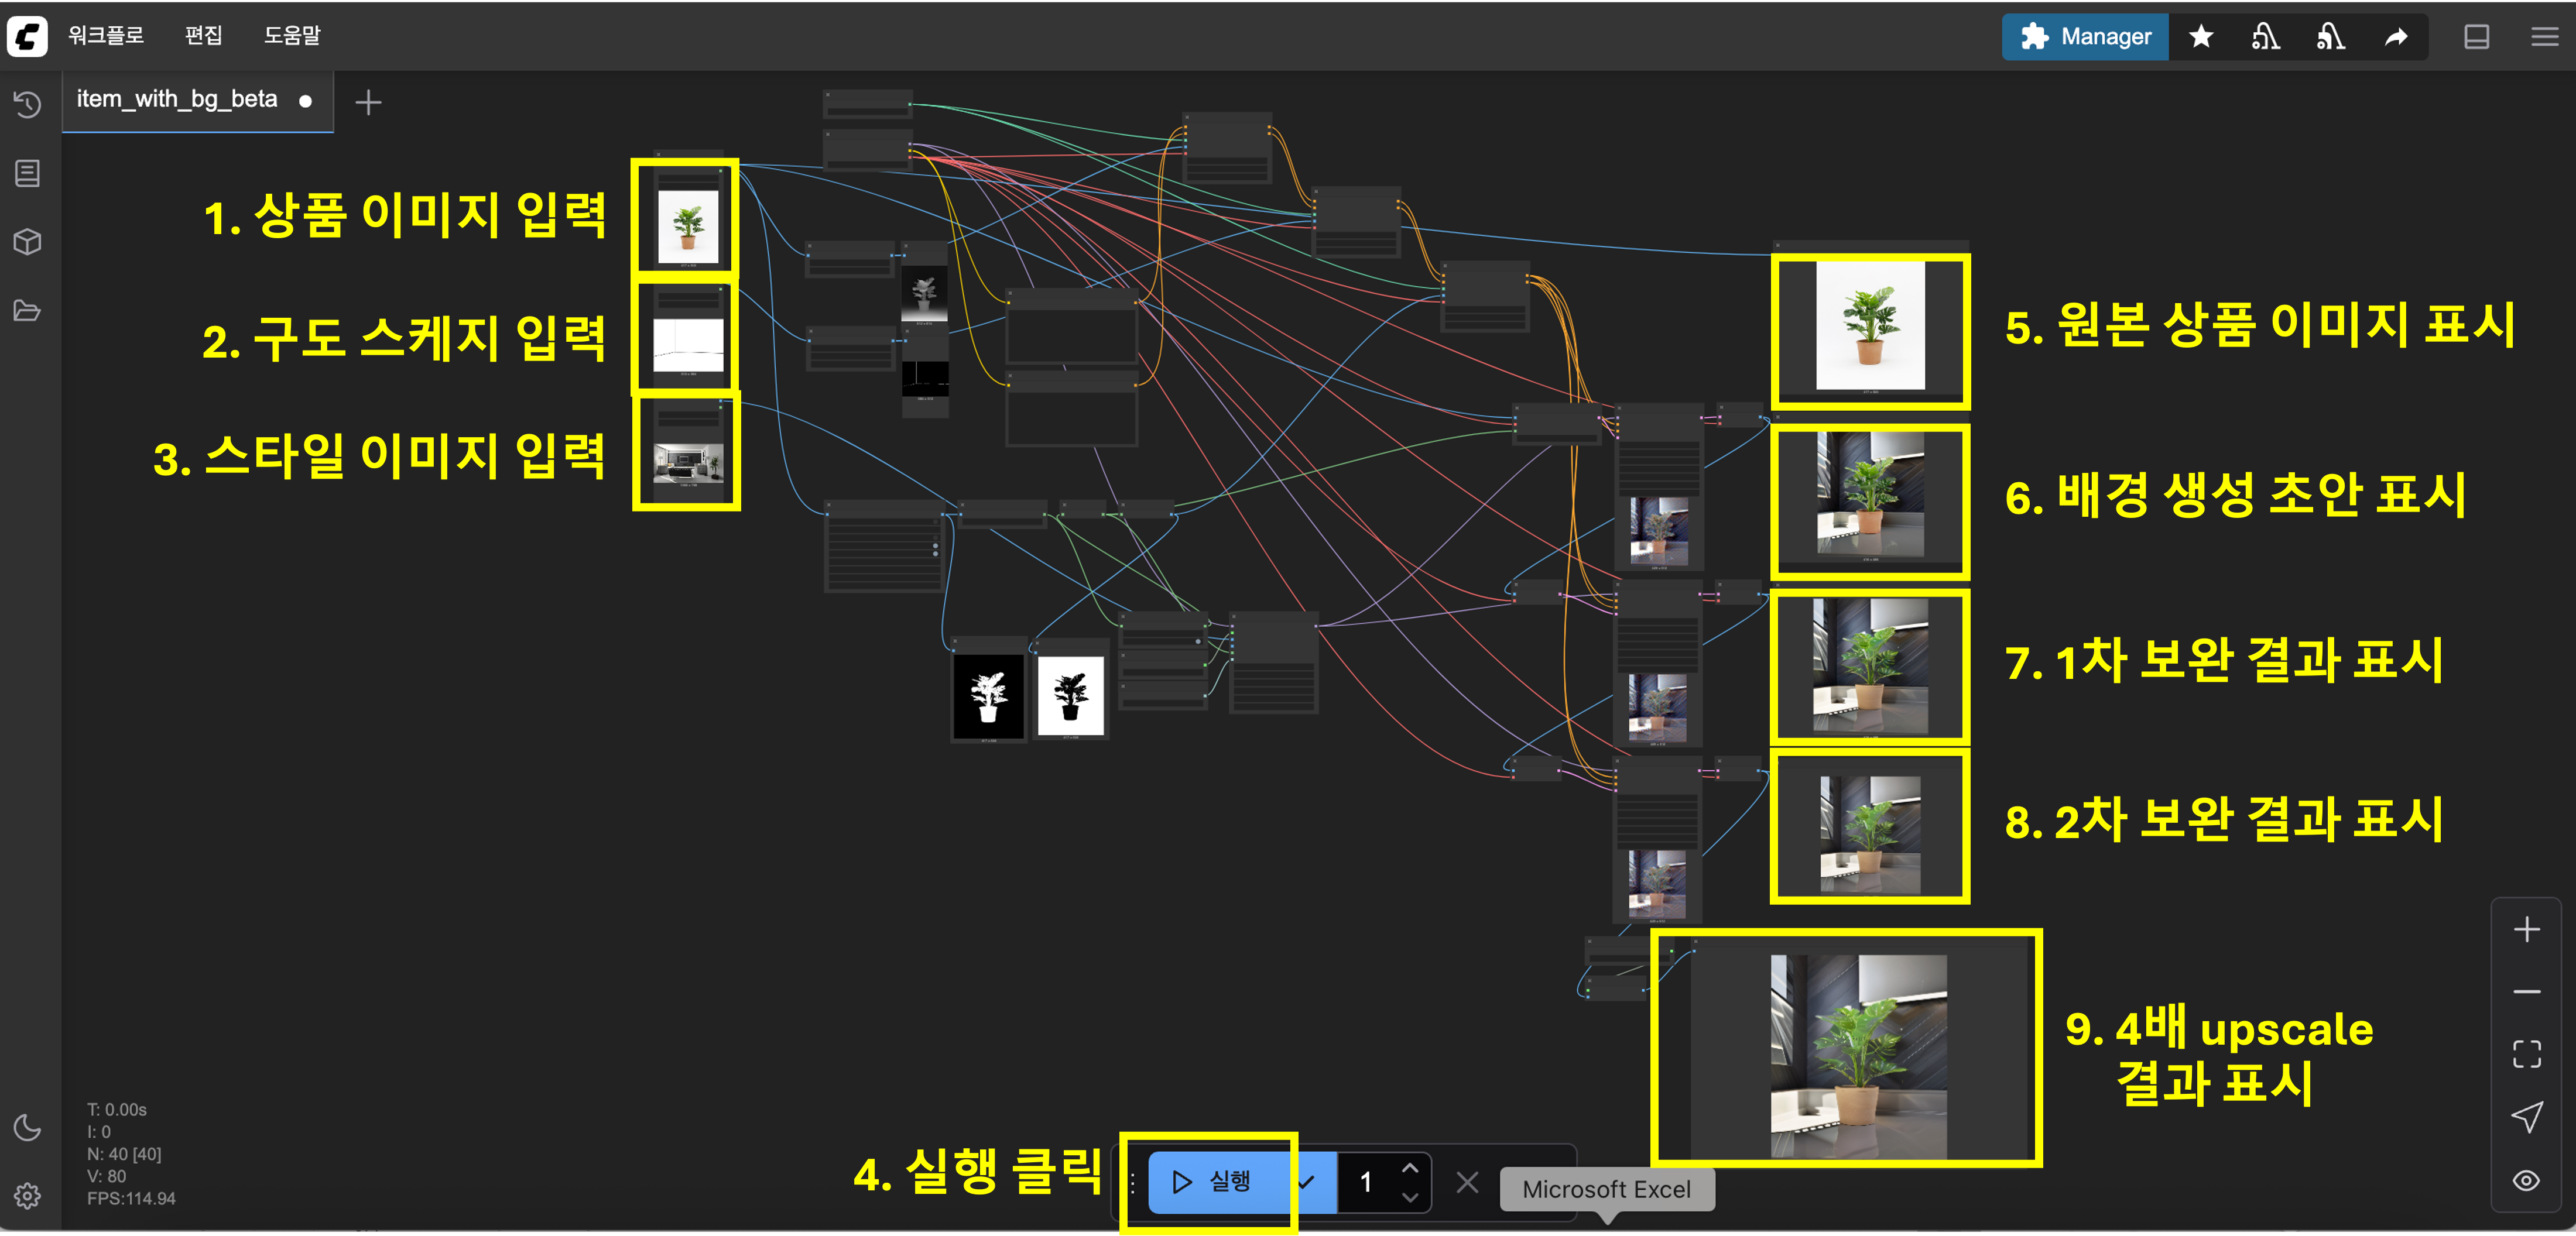 워크플로 편집 도움말
Manager
item_with_bg_beta
1. 상품 이미지 입력
2. 구도 스케지 입력
3. 스타일 이미지 입력
5. 원본 상품 이미지 표시
6. 배경 생성 초안 표시
7. 1차 보완 결과 표시
8. 2차 보완 결과 표시
9. 4배 upscale
결과 표시
T: 0.00s
I: 0
N: 40 [40]
V: 80
FPS:114.94
4. 실행 클릭
실행
1
Microsoft Excel